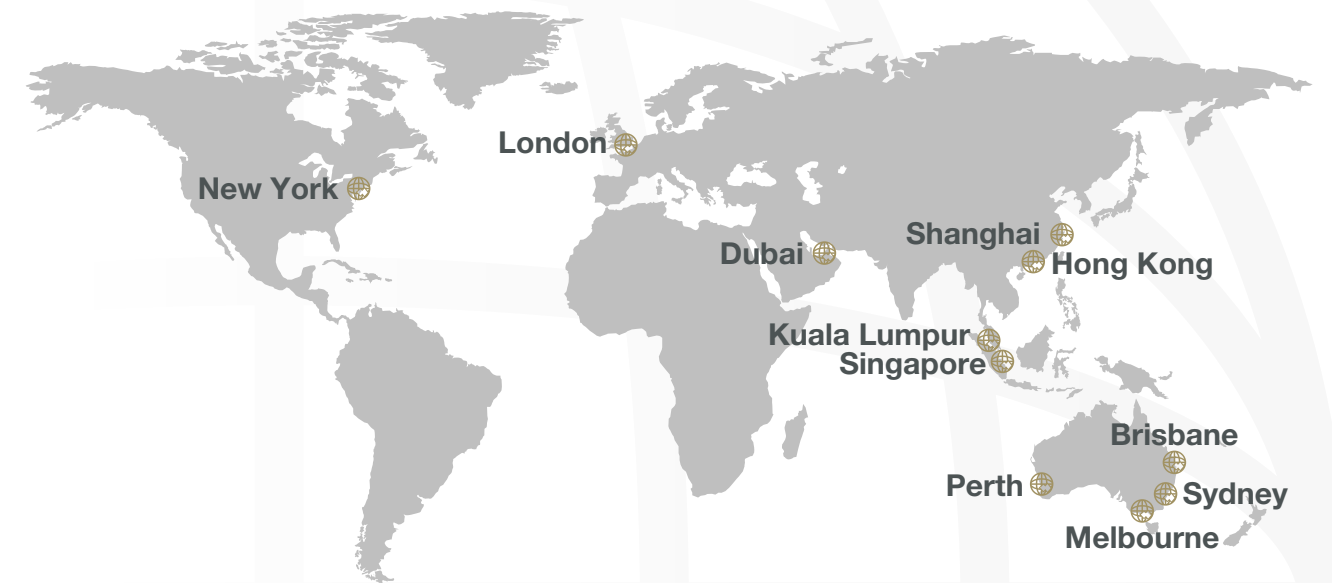 London
New York
Shanghai
Dubai
Hong Kong
Kuala Lumpur
Singapore
Brisbane
Perth
Sydney
Melbourne